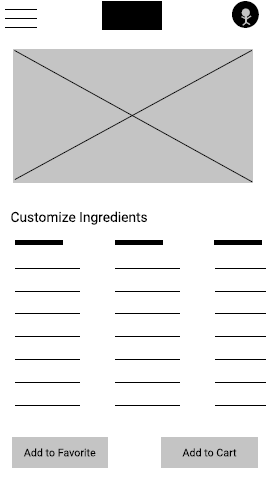 Customize Ingredients
Add to Favorite
Add to Cart